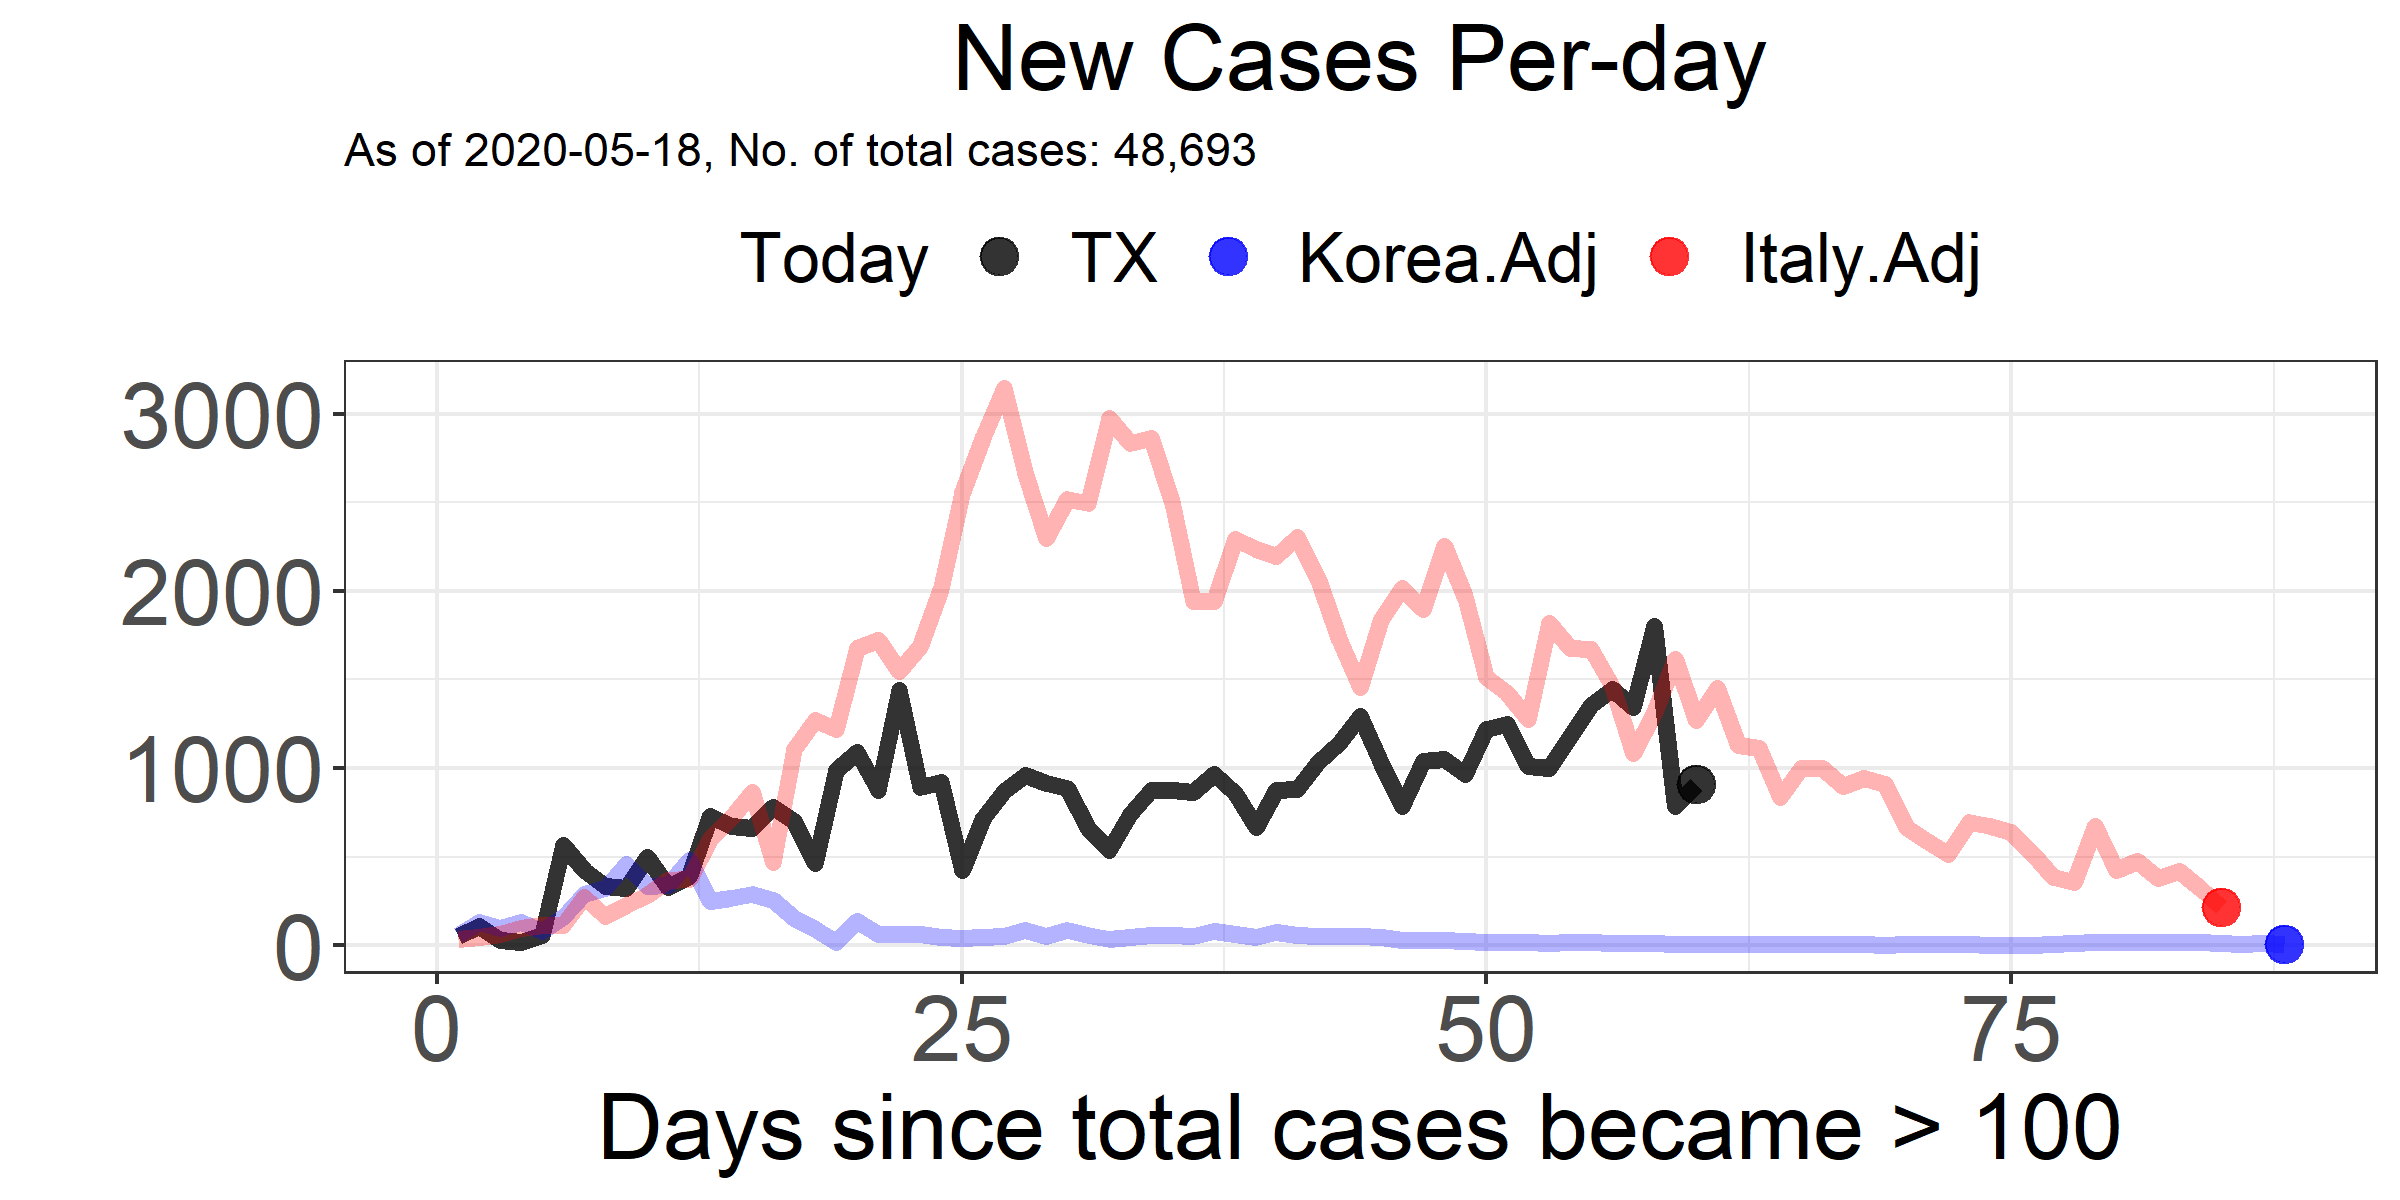 New Cases Per-day
As of 2020-05-18, No. of total cases: 48,693
Today TX Korea.Adj Italy.Adj
3000
2000
1000
0
0 25 50 75
Days since total cases became > 100